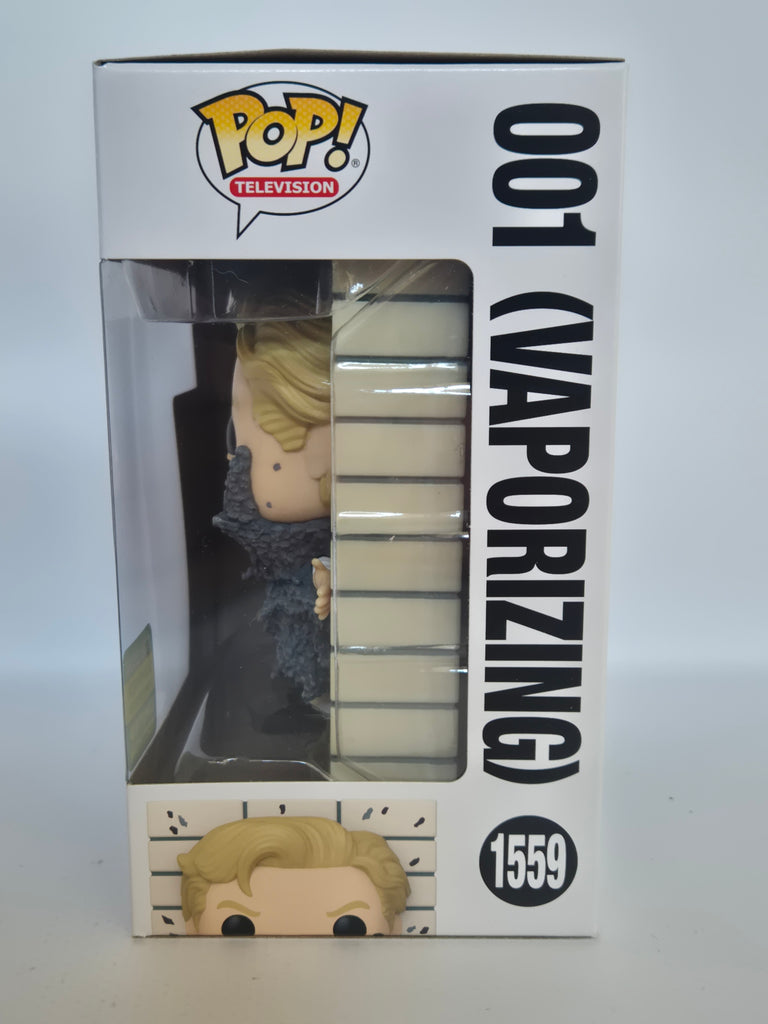 POP!®
TELEVISION
001 (VAPORIZING)
1559